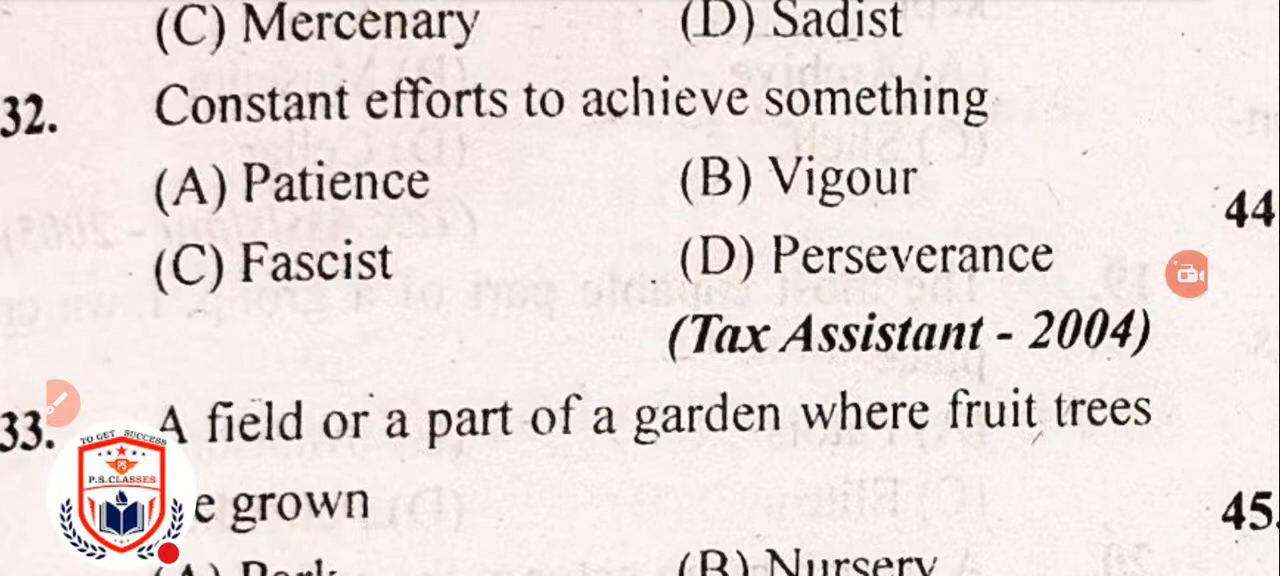 (C) Mercenary (D) Sadist
32. Constant efforts to achieve something
(A) Patience (B) Vigour
44
(C) Fascist (D) Perseverance
(Tax Assistant - 2004)
33. A field or a part of a garden where fruit trees
e grown
45.
(B) Nursery
TO GET SUCCESS
PS
P.S.CLASSES